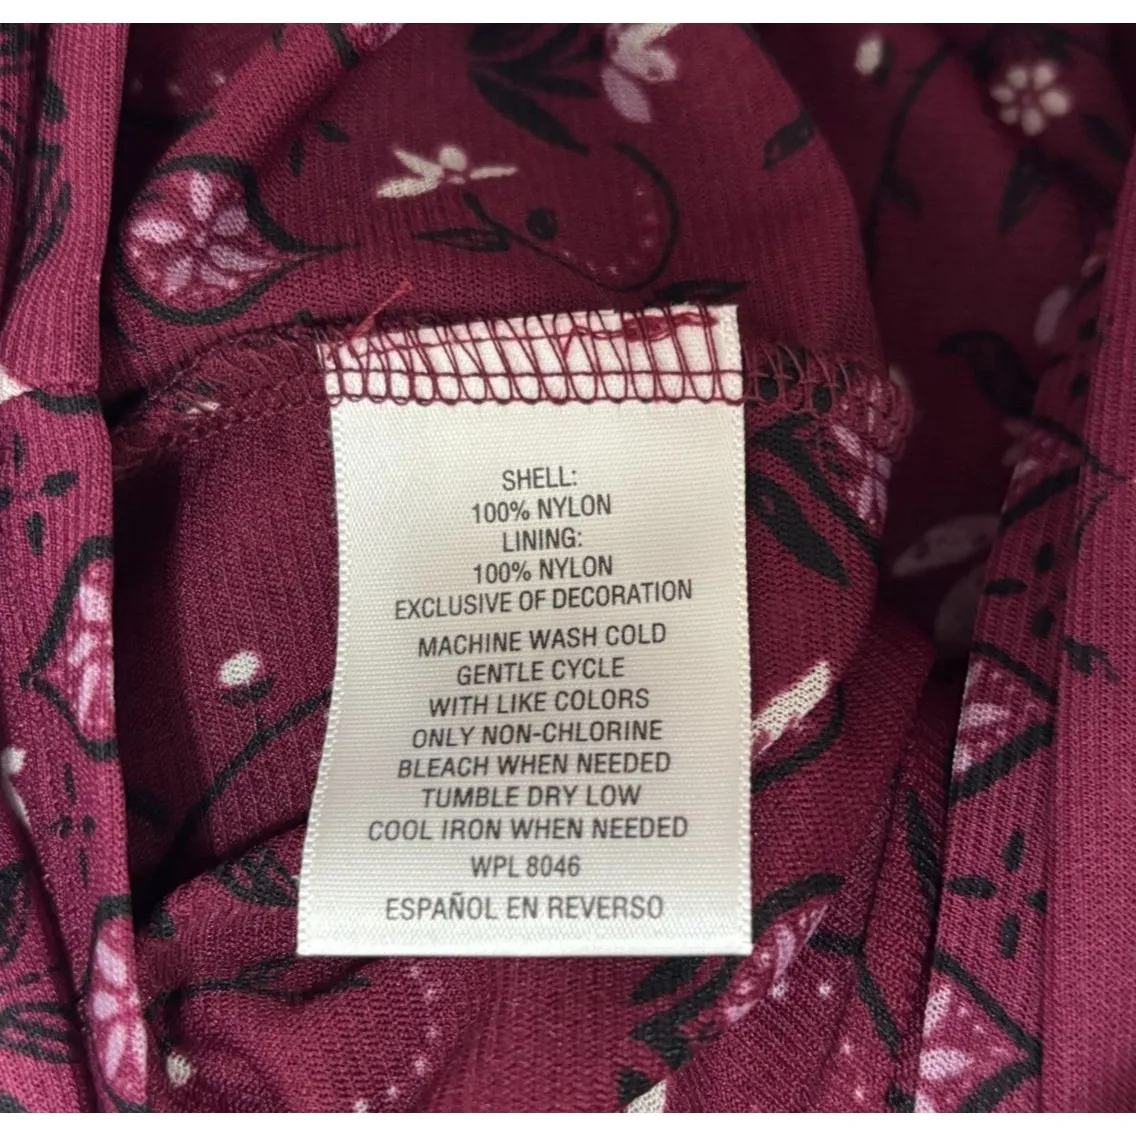 SHELL:
100% NYLON
LINING:
100% NYLON
EXCLUSIVE OF DECORATION
MACHINE WASH COLD
GENTLE CYCLE
WITH LIKE COLORS
ONLY NON-CHLORINE
BLEACH WHEN NEEDED
TUMBLE DRY LOW
COOL IRON WHEN NEEDED
WPL 8046
ESPAÑOL EN REVERSO